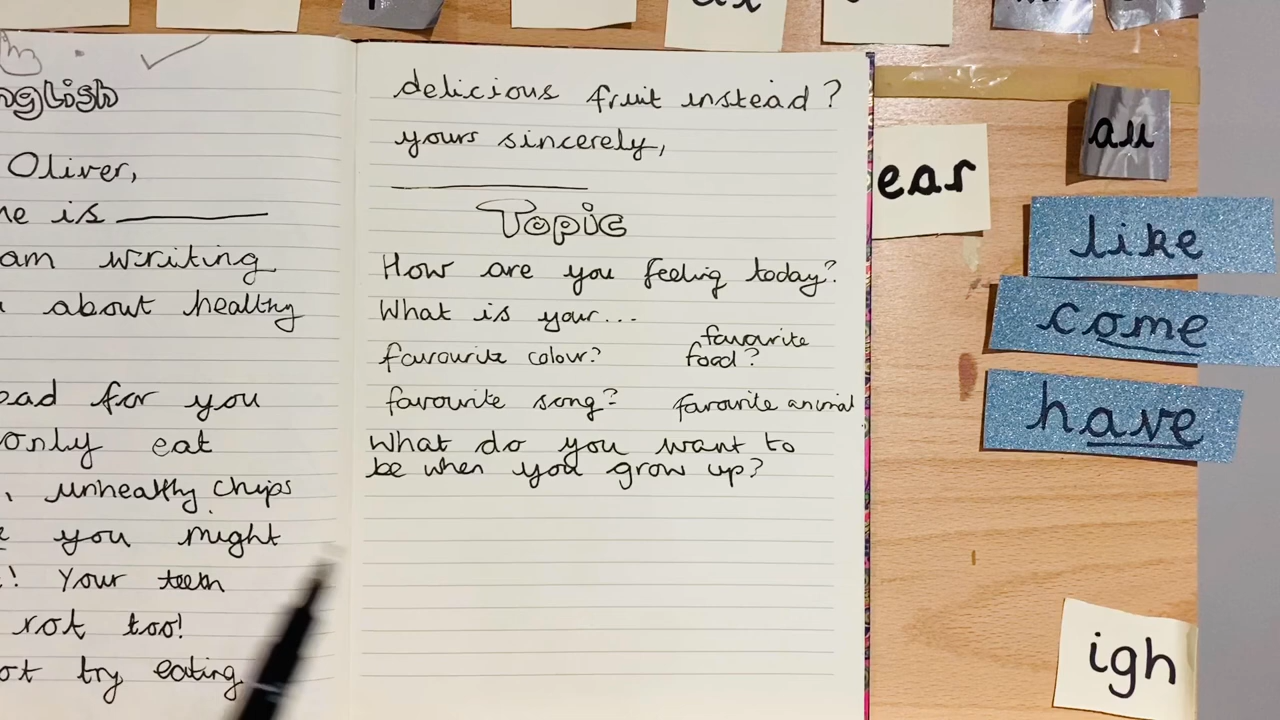 nglish
Oliver,
ne is
am writing
about healthy
bad for you
only eat
, unhealthy chips
you might
! Your teeth
rot too!
ot try eating
delicious fruit instead?
yours sincerely,
Topic
How are you feeling today?
What is your...
favourite colour?
favourite food?
favourite song?
favourite animal
What do you want to
be when you grow up?
ear
au
like
come
have
igh